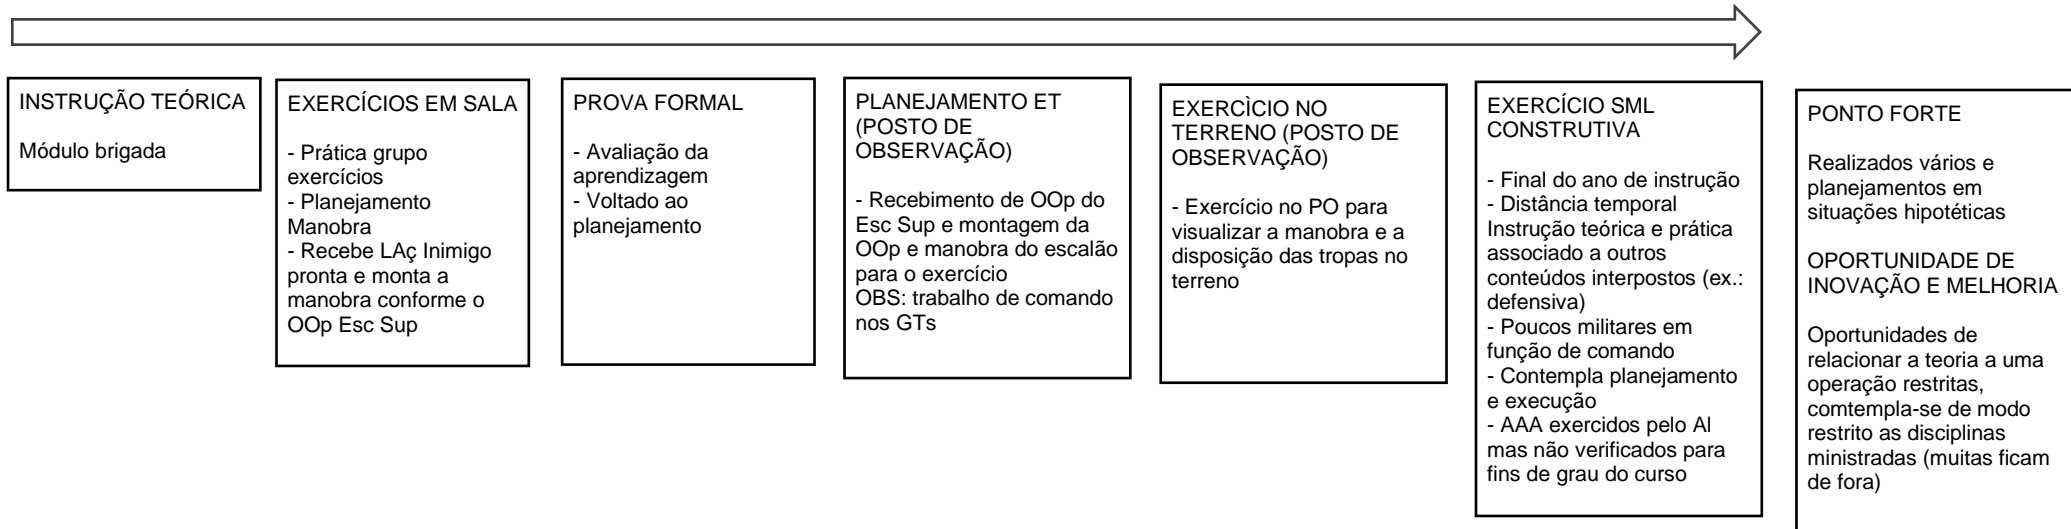 INSTRUÇÃO TEÓRICA
Módulo brigada
EXERCÍCIOS EM SALA
- Prática grupo
exercícios
- Planejamento
Manobra
- Recebe LAç Inimigo
pronta e monta a
manobra conforme o
OOp Esc Sup
PROVA FORMAL
- Avaliação da
aprendizagem
- Voltado ao
planejamento
PLANEJAMENTO ET
(POSTO DE
OBSERVAÇÃO)
- Recebimento de OOp do
Esc Sup e montagem da
OOp e manobra do escalão
para o exercício
OBS: trabalho de comando
nos GTs
EXERCÌCIO NO
TERRENO (POSTO DE
OBSERVAÇÃO)
- Exercício no PO para
visualizar a manobra e a
disposição das tropas no
terreno
EXERCÍCIO SML
CONSTRUTIVA
- Final do ano de instrução
- Distância temporal
Instrução teórica e prática
associado a outros
conteúdos interpostos (ex.:
defensiva)
- Poucos militares em
função de comando
- Contempla planejamento
e execução
- AAA exercidos pelo Al
mas não verificados para
fins de grau do curso
PONTO FORTE
Realizados vários e
planejamentos em
situações hipotéticas
OPORTUNIDADE DE
INOVAÇÃO E MELHORIA
Oportunidades de
relacionar a teoria a uma
operação restritas,
comtempla-se de modo
restrito as disciplinas
ministradas (muitas ficam
de fora)